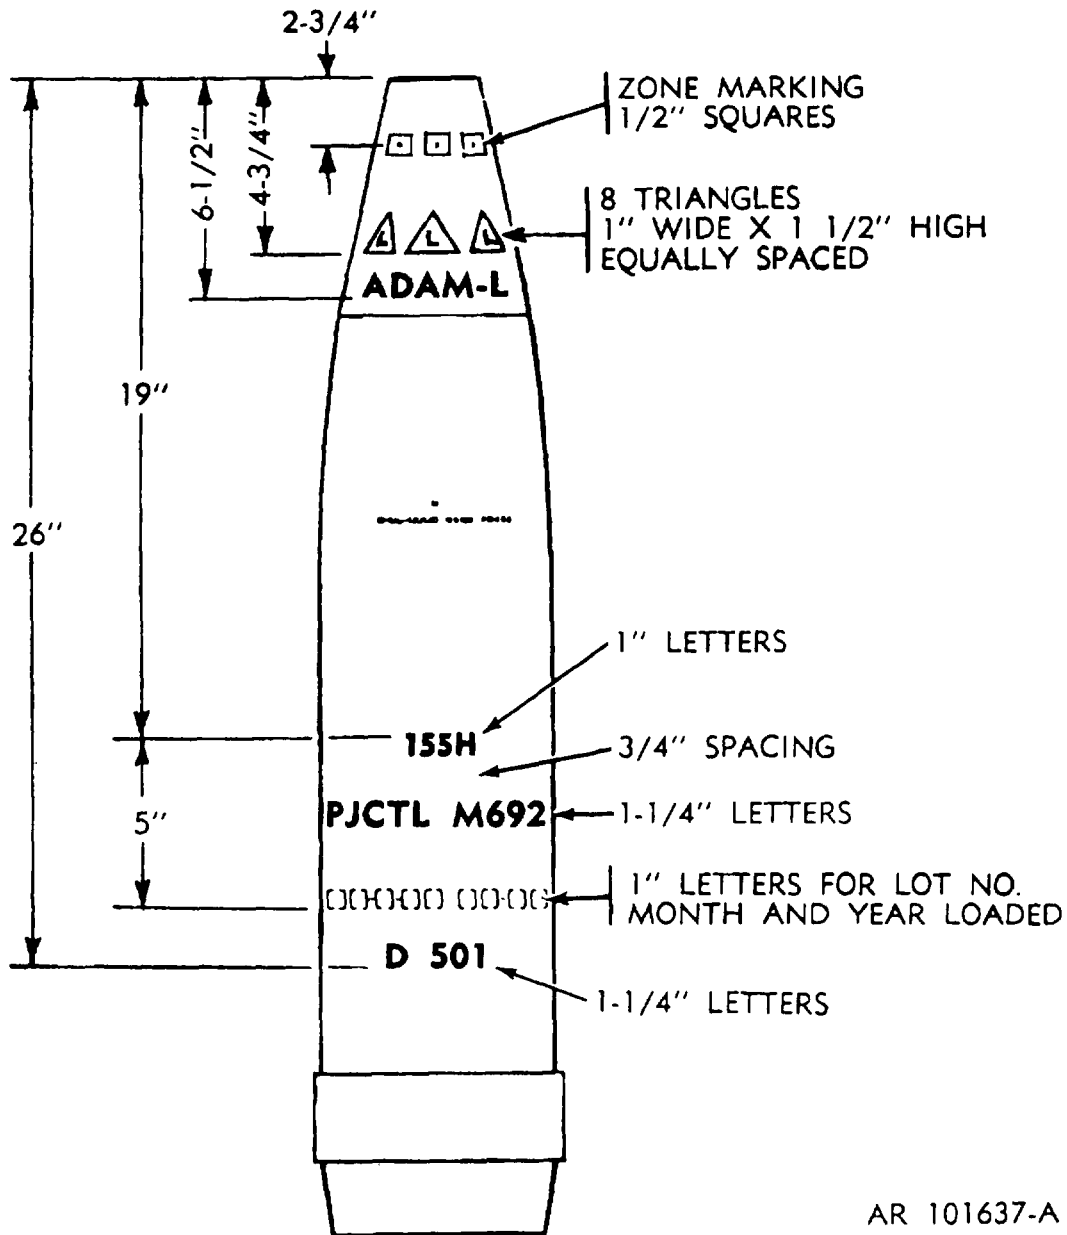 2-3/4"
ZONE MARKING
1/2" SQUARES
6-1/2"
4-3/4"
8 TRIANGLES
1" WIDE X 1 1/2" HIGH
EQUALLY SPACED
L L L
ADAM-L
19"
26"
1" LETTERS
155H
3/4" SPACING
5"
PJCTL M692
1-1/4" LETTERS
1" LETTERS FOR LOT NO.
MONTH AND YEAR LOADED
D 501
1-1/4" LETTERS
AR 101637-A